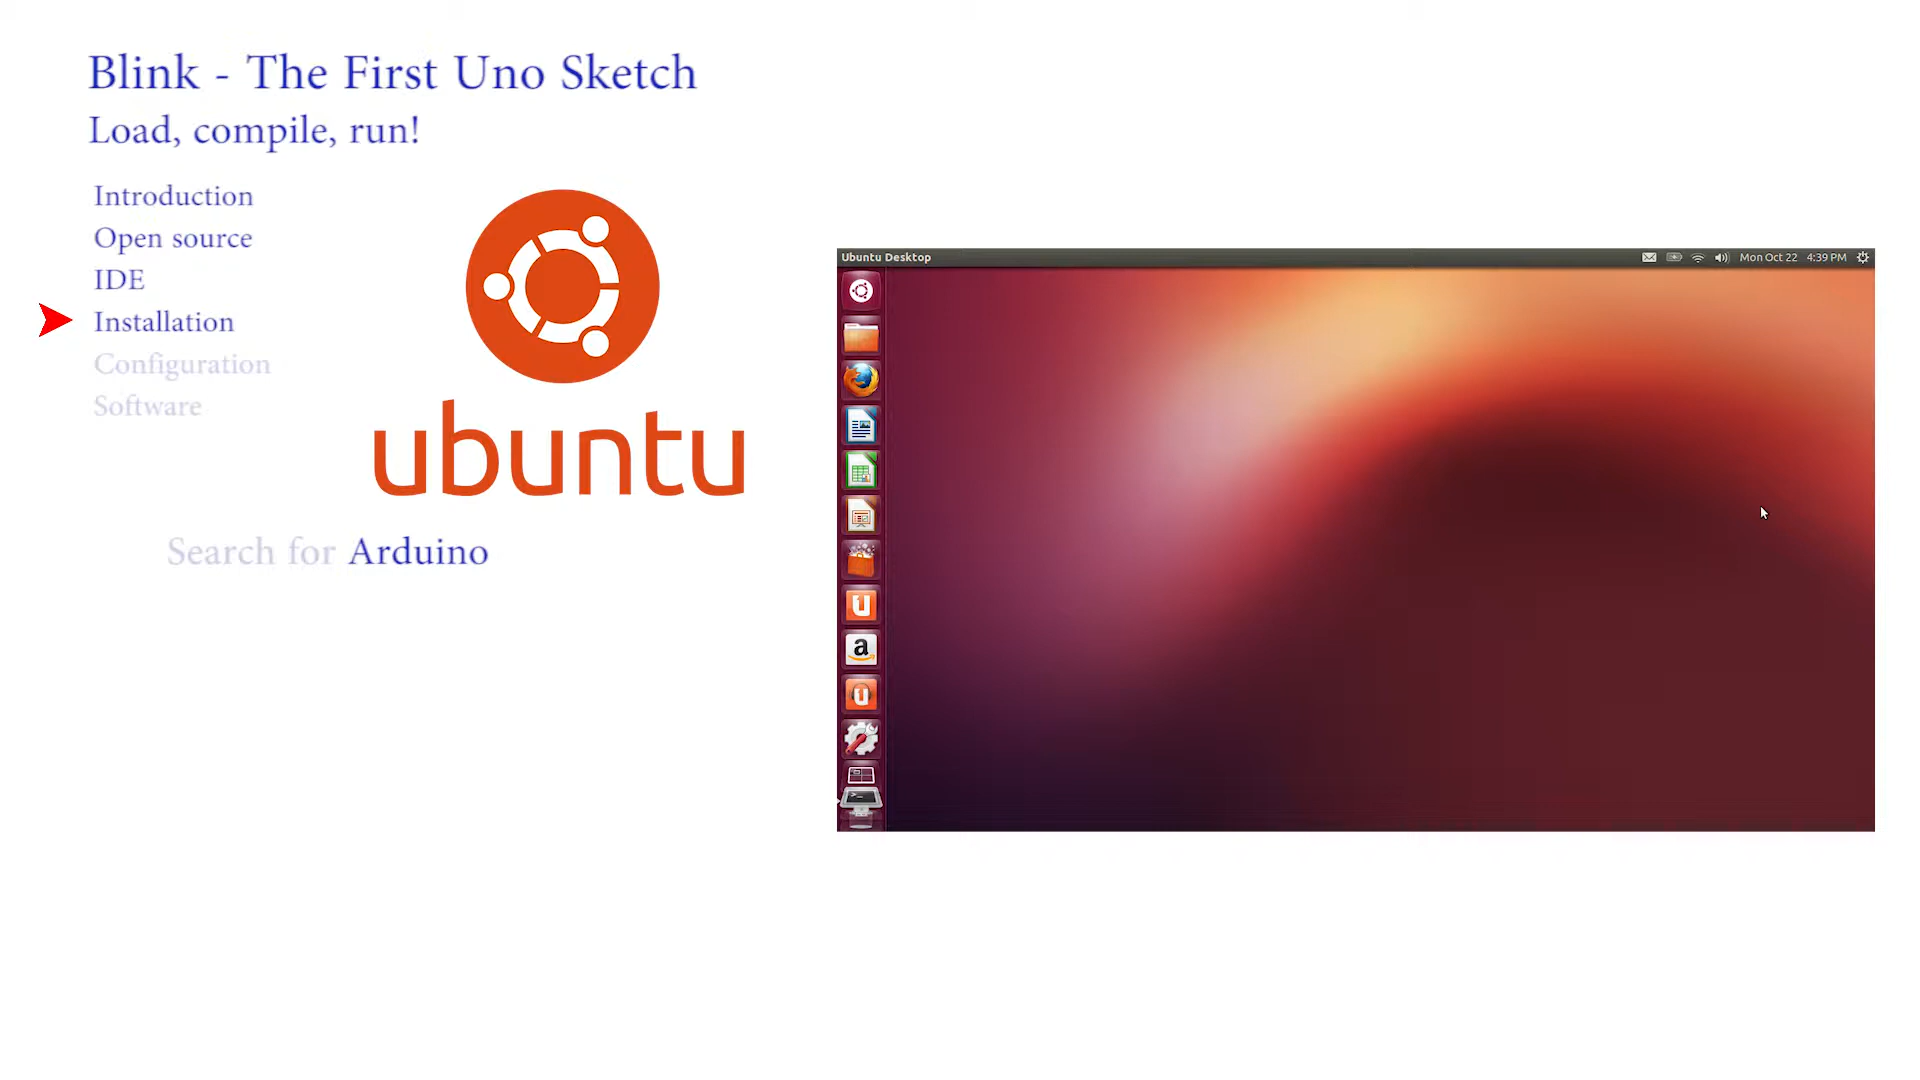 Blink - The First Uno Sketch
Load, compile, run!
Introduction
Open source
IDE
Installation
Configuration
Software
ubuntu
Search for Arduino
Ubuntu Desktop
Mon Oct 22 4:39 PM